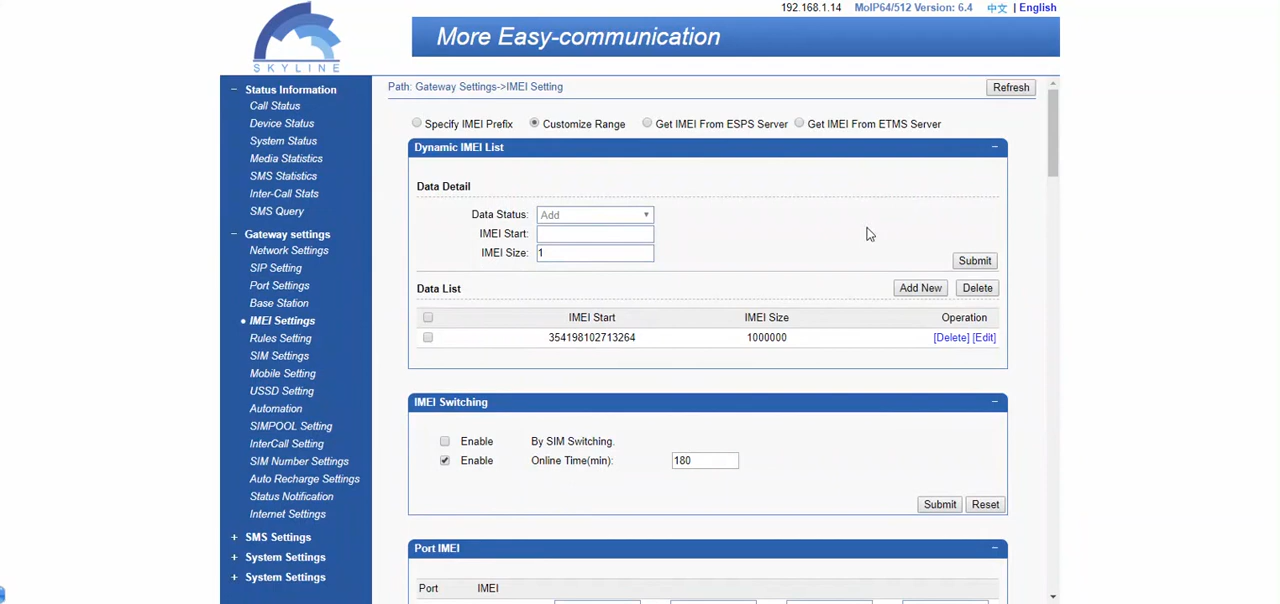 192.168.1.14 MoIP64/512 Version: 6.4 中文 | English
SKYLINE
More Easy-communication
Status Information
Call Status
Device Status
System Status
Media Statistics
SMS Statistics
Inter-Call Stats
SMS Query
Gateway settings
Network Settings
SIP Setting
Port Settings
Base Station
IMEI Settings
Rules Setting
SIM Settings
Mobile Setting
USSD Setting
Automation
SIMPOOL Setting
InterCall Setting
SIM Number Settings
Auto Recharge Settings
Status Notification
Internet Settings
SMS Settings
System Settings
System Settings
Path: Gateway Settings->IMEI Setting Refresh
Specify IMEI Prefix Customize Range Get IMEI From ESPS Server Get IMEI From ETMS Server
Dynamic IMEI List
Data Detail
Data Status: Add
IMEI Start:
IMEI Size: 1
Submit
Data List Add New Delete
IMEI Start IMEI Size Operation
354198102713264 1000000 [Delete] [Edit]
IMEI Switching
Enable By SIM Switching.
Enable Online Time(min): 180
Submit Reset
Port IMEI
Port IMEI